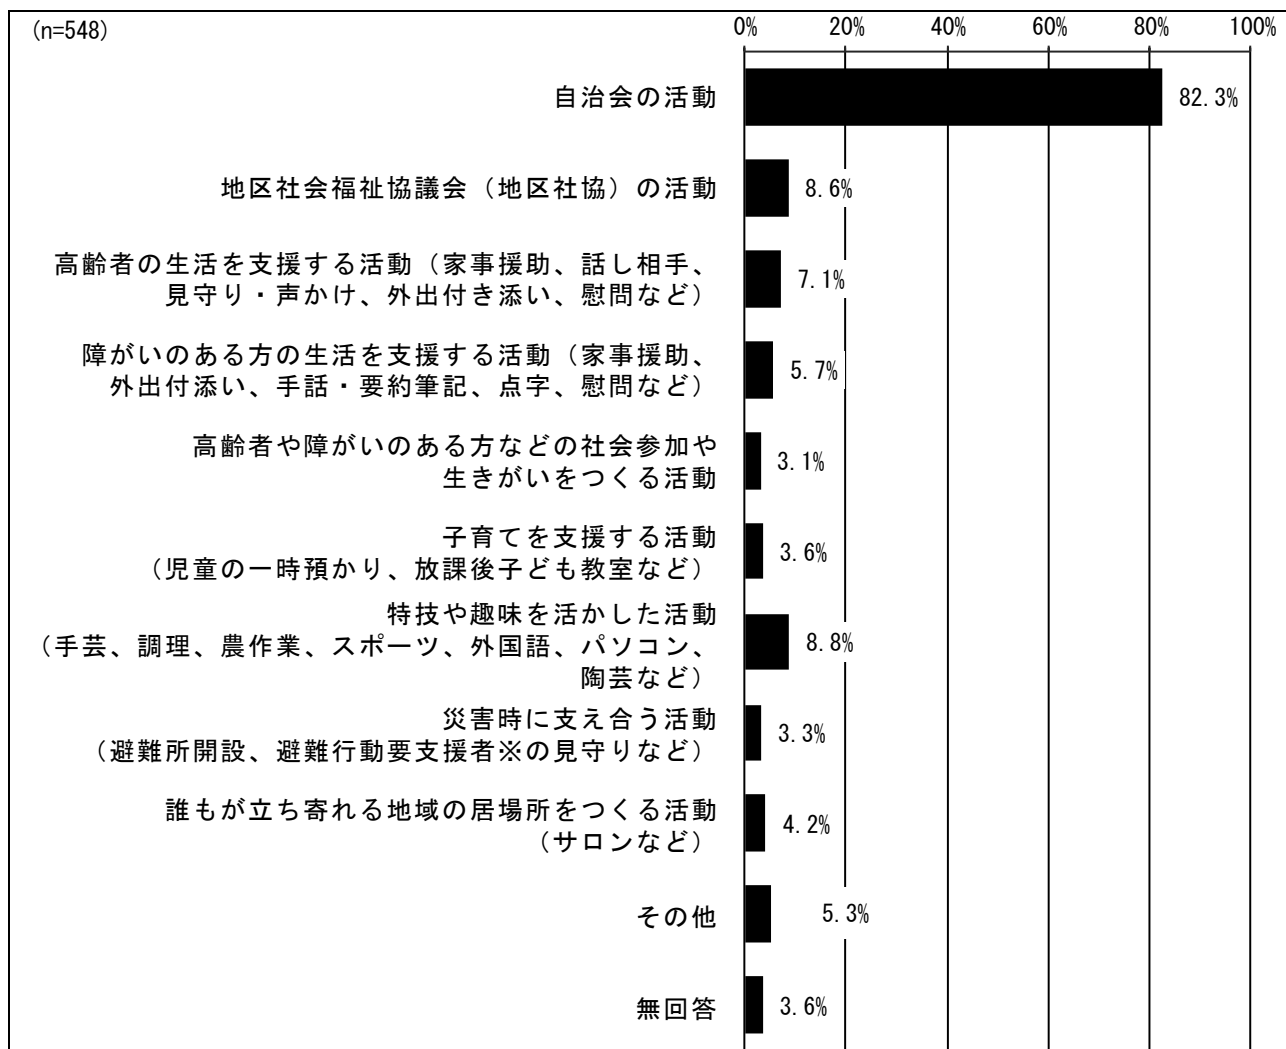 (n=548)
0% 20% 40% 60% 80% 100%
自治会の活動
82.3%
地区社会福祉協議会（地区社協）の活動
8.6%
高齢者の生活を支援する活動（家事援助、話し相手、
見守り・声かけ、外出付き添い、慰問など）
7.1%
障がいのある方の生活を支援する活動（家事援助、
外出付添い、手話・要約筆記、点字、慰問など）
5.7%
高齢者や障がいのある方などの社会参加や
生きがいをつくる活動
3.1%
子育てを支援する活動
（児童の一時預かり、放課後子ども教室など）
3.6%
特技や趣味を活かした活動
（手芸、調理、農作業、スポーツ、外国語、パソコン、
陶芸など）
8.8%
災害時に支え合う活動
（避難所開設、避難行動要支援者※の見守りなど）
3.3%
誰もが立ち寄れる地域の居場所をつくる活動
（サロンなど）
4.2%
その他
5.3%
無回答
3.6%